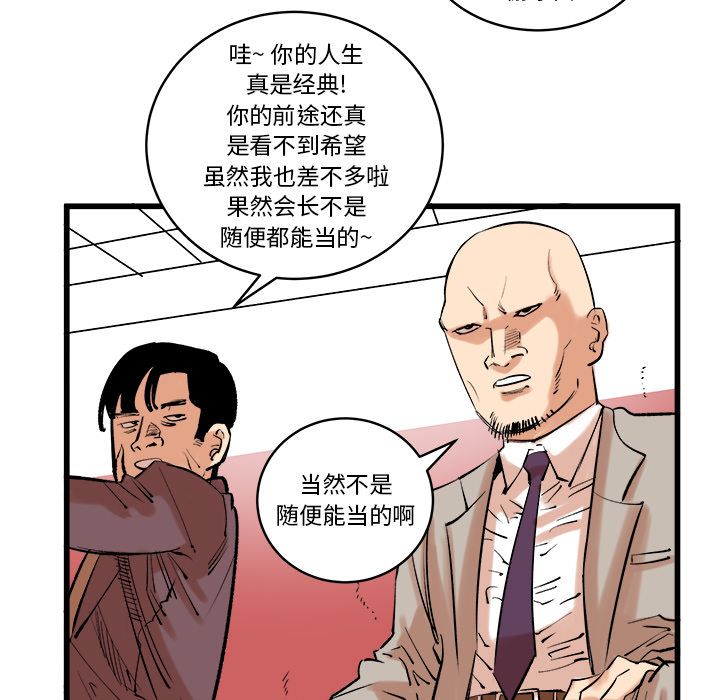 哇~ 你的人生
真是经典!
你的前途还真
是看不到希望
虽然我也差不多啦
果然会长不是
随便都能当的~
当然不是
随便能当的啊